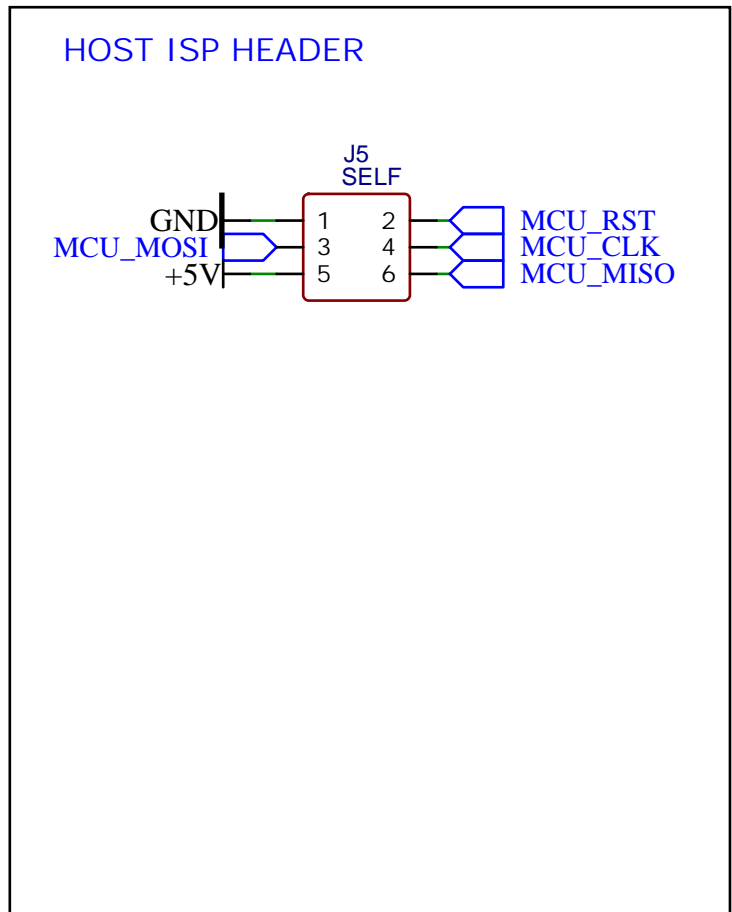 HOST ISP HEADER
J5
SELF
GND 1 2 MCU_RST
MCU_MOSI 3 4 MCU_CLK
+5V 5 6 MCU_MISO